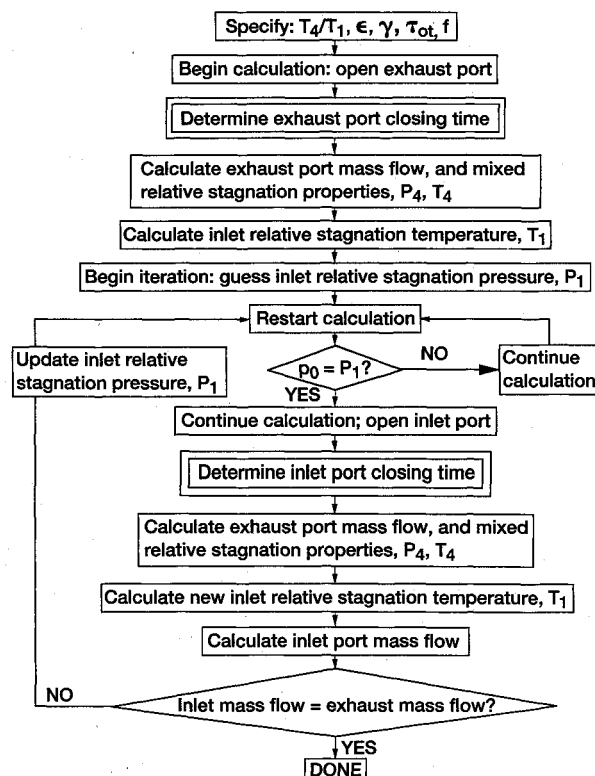 Specify: T4/T1, ϵ, γ, τot, f
Begin calculation: open exhaust port
Determine exhaust port closing time
Calculate exhaust port mass flow, and mixed
relative stagnation properties, P4, T4
Calculate inlet relative stagnation temperature, T1
Begin iteration: guess inlet relative stagnation pressure, P1
Restart calculation
Update inlet relative
stagnation pressure, P1
p0 = P1?
NO
Continue
calculation
YES
Continue calculation; open inlet port
Determine inlet port closing time
Calculate exhaust port mass flow, and mixed
relative stagnation properties, P4, T4
Calculate new inlet relative stagnation temperature, T1
Calculate inlet port mass flow
NO
Inlet mass flow = exhaust mass flow?
YES
DONE